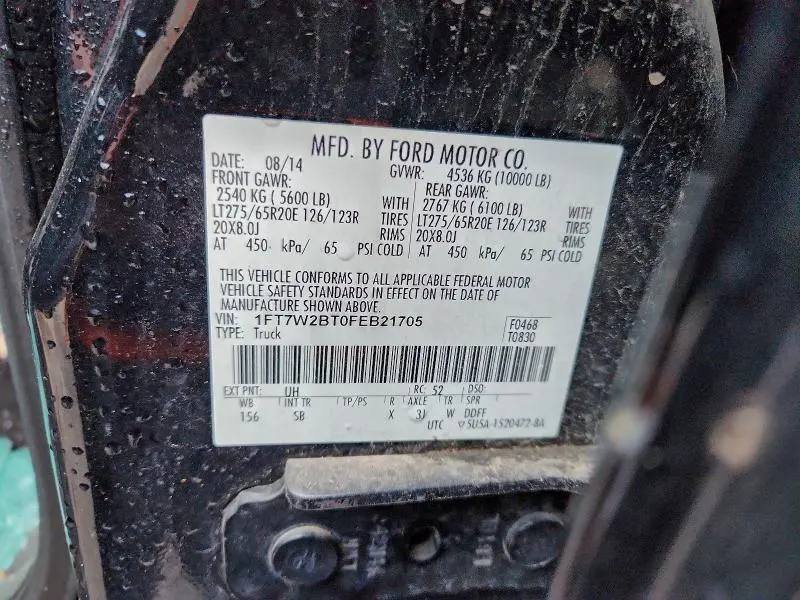 MFD. BY FORD MOTOR CO.
DATE: 08/14 GVWR: 4536 KG (10000 LB)
FRONT GAWR: REAR GAWR:
2540 KG ( 5600 LB) WITH 2767 KG ( 6100 LB) WITH
LT275/65R20E 126/123R TIRES LT275/65R20E 126/123R TIRES
20X8.0J RIMS 20X8.0J RIMS
AT 450 kPa/ 65 PSI COLD AT 450 kPa/ 65 PSI COLD
THIS VEHICLE CONFORMS TO ALL APPLICABLE FEDERAL MOTOR
VEHICLE SAFETY STANDARDS IN EFFECT ON THE DATE OF
MANUFACTURE SHOWN ABOVE.
VIN: 1FT7W2BT0FEB21705 F0468
TYPE: Truck T0830
EXT PNT: UH RC: 52 DSO:
WB INT TR TP/PS R AXLE TR SPR
156 SB X 3J W DDFF
UTC ▽SUSA-1520472-BA